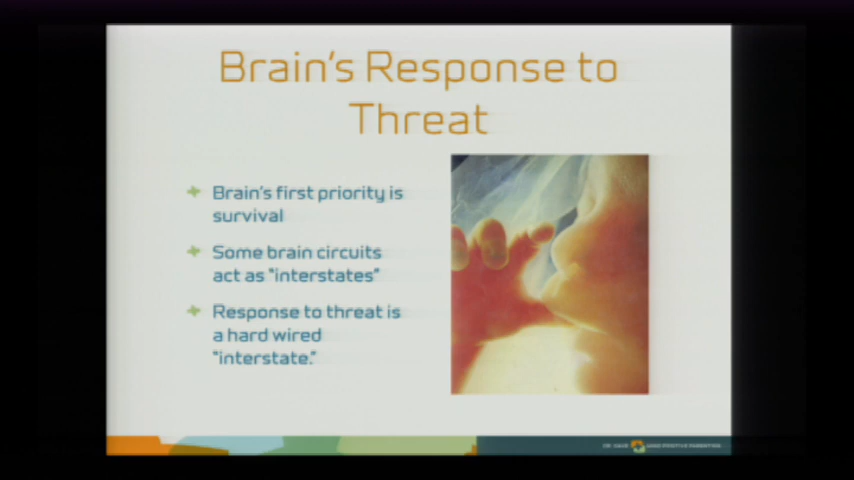 Brain's Response to
Threat
Brain's first priority is
survival
Some brain circuits
act as "interstates"
Response to threat is
a hard wired
"interstate."